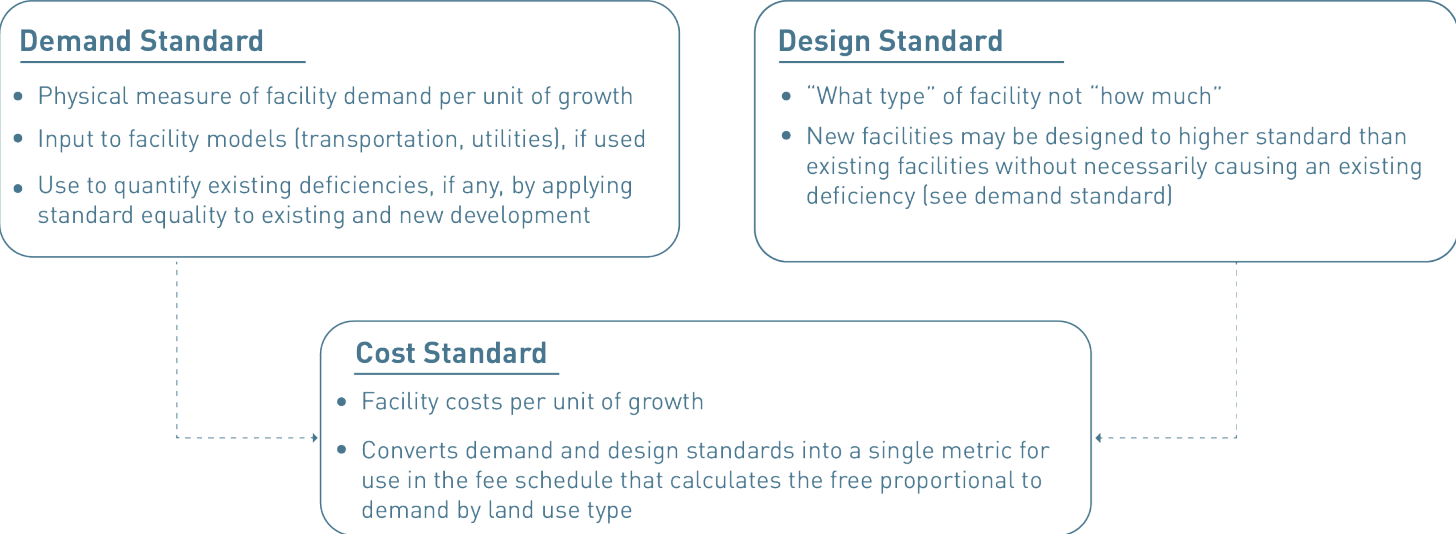 Demand Standard
• Physical measure of facility demand per unit of growth
• Input to facility models (transportation, utilities), if used
• Use to quantify existing deficiencies, if any, by applying
standard equality to existing and new development
Design Standard
• “What type” of facility not “how much”
• New facilities may be designed to higher standard than
existing facilities without necessarily causing an existing
deficiency (see demand standard)
Cost Standard
• Facility costs per unit of growth
• Converts demand and design standards into a single metric for
use in the fee schedule that calculates the free proportional to
demand by land use type